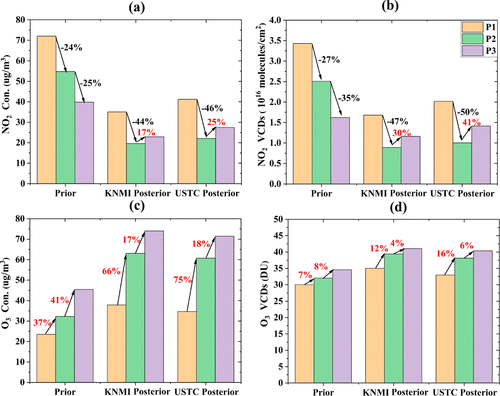 (a)
NO2 Con. (ug/m3)
80
70
60
50
40
30
20
10
0
-24%
-25%
-44%
17%
-46%
25%
Prior
KNMI Posterior
USTC Posterior
(b)
P1
P2
P3
NO2 VCDs (10^16 molecules/cm2)
4.0
3.5
3.0
2.5
2.0
1.5
1.0
0.5
0.0
-27%
-35%
-47%
30%
-50%
41%
Prior
KNMI Posterior
USTC Posterior
(c)
O3 Con. (ug/m3)
80
70
60
50
40
30
20
10
0
37%
41%
66%
17%
75%
18%
Prior
KNMI Posterior
USTC Posterior
(d)
O3 VCDs (DU)
50
45
40
35
30
25
20
15
10
5
0
7%
8%
12%
4%
16%
6%
Prior
KNMI Posterior
USTC Posterior